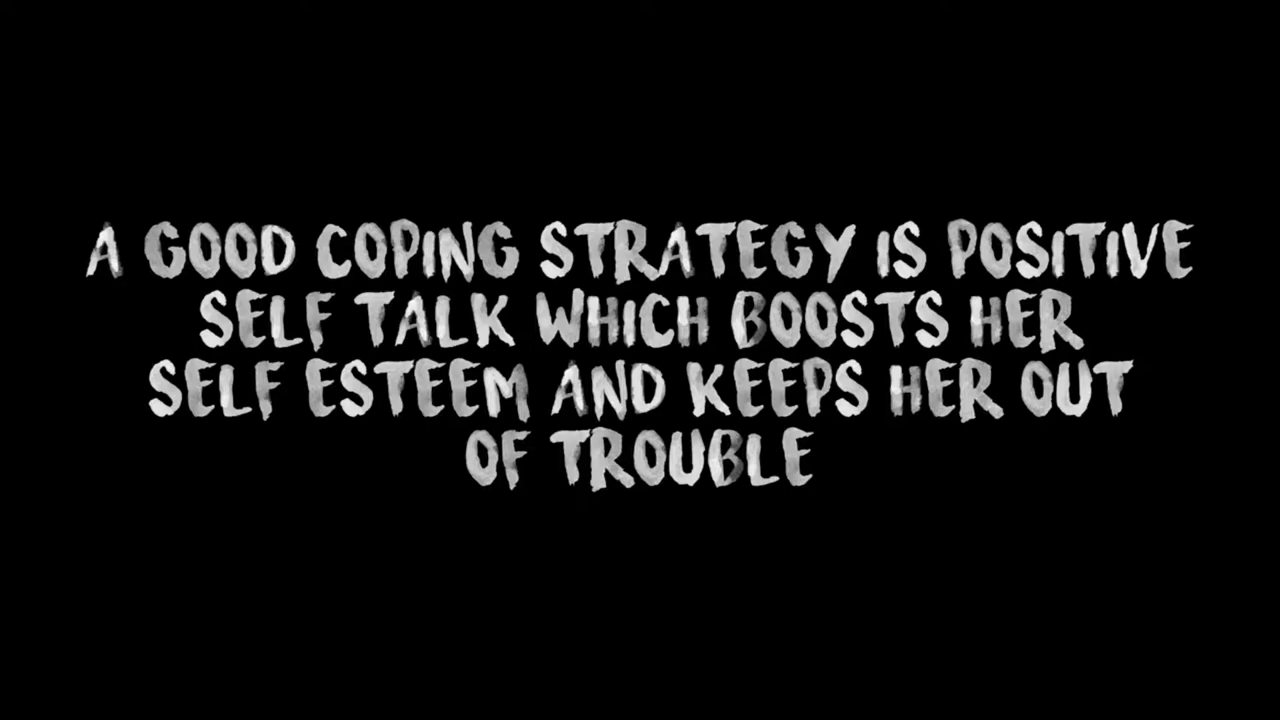 A GOOD COPING STRATEGY IS POSITIVE
SELF TALK WHICH BOOSTS HER
SELF ESTEEM AND KEEPS HER OUT
OF TROUBLE